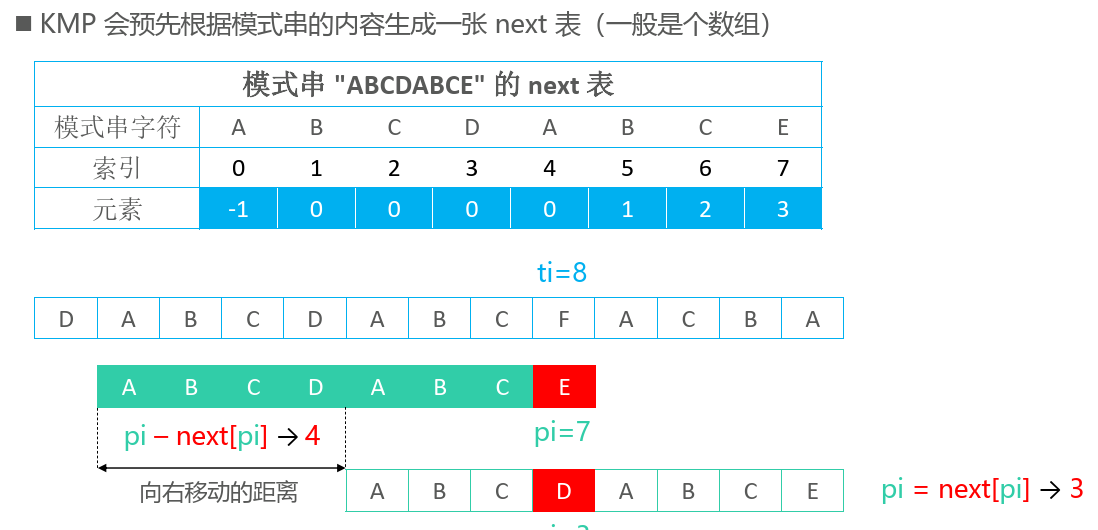 ■ KMP 会预先根据模式串的内容生成一张 next 表（一般是个数组）
模式串 "ABCDABCE" 的 next 表
模式串字符 A B C D A B C E
索引 0 1 2 3 4 5 6 7
元素 -1 0 0 0 0 1 2 3
ti=8
D A B C D A B C F A C B A
A B C D A B C E
pi – next[pi] → 4
pi=7
向右移动的距离
A B C D A B C E
pi = next[pi] → 3